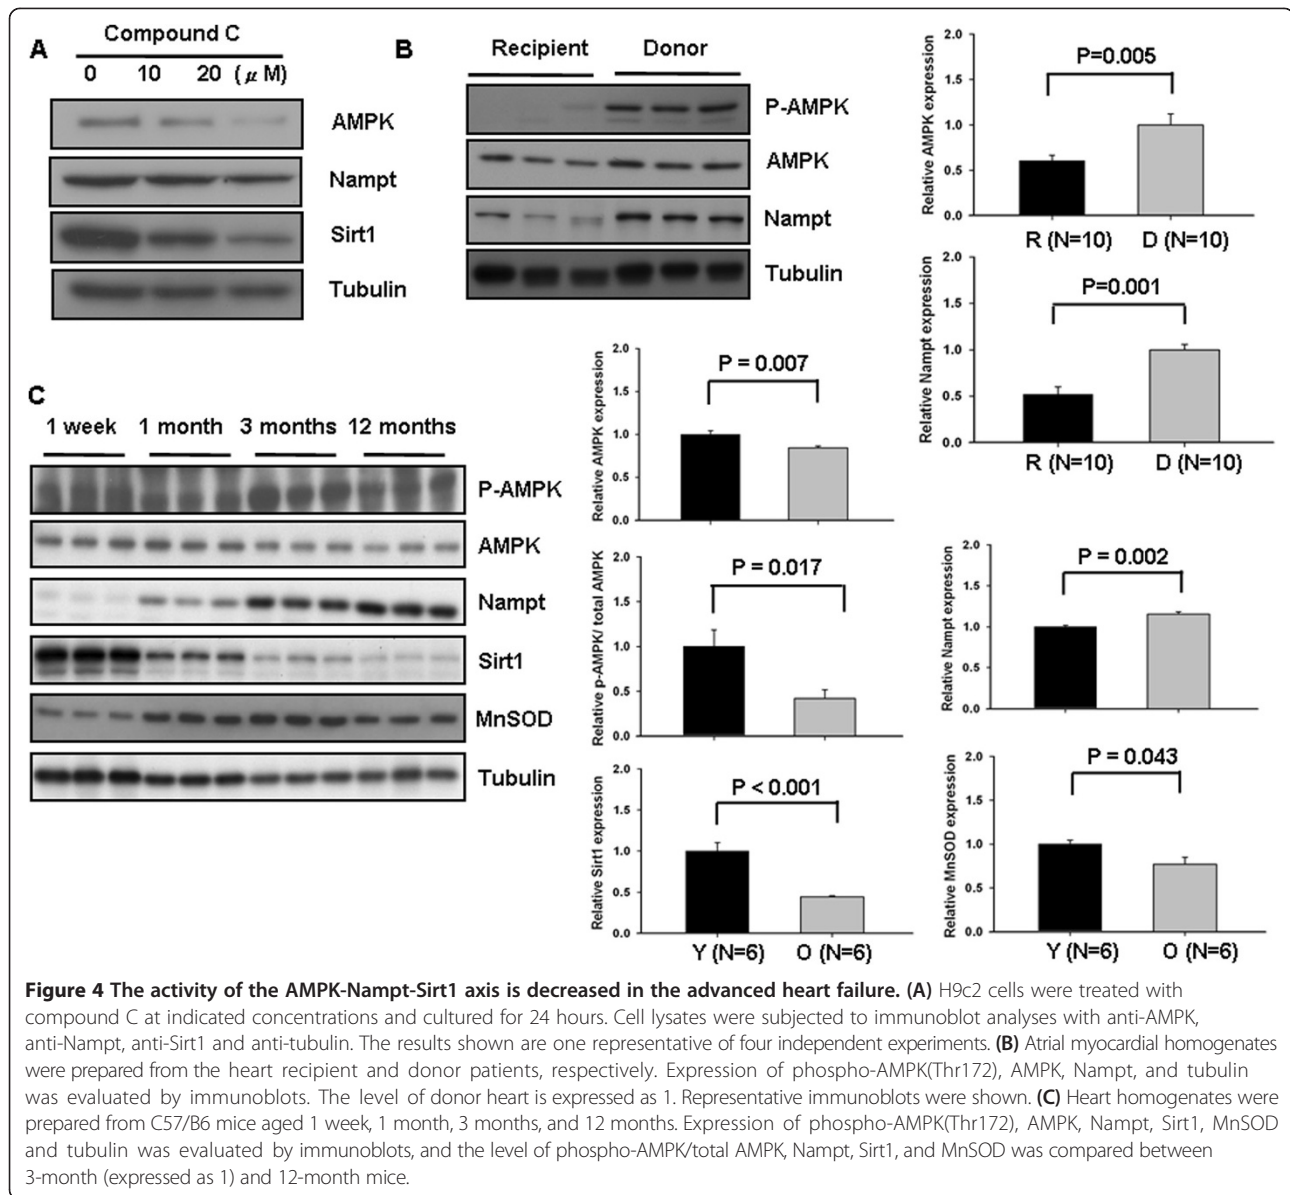 A
Compound C
0 10 20 (μ M)
AMPK
Nampt
Sirt1
Tubulin
B
Recipient Donor
P-AMPK
AMPK
Nampt
Tubulin
Relative AMPK expression
2.0
1.5
1.0
0.5
0.0
P=0.005
R (N=10) D (N=10)
Relative Nampt expression
2.0
1.5
1.0
0.5
0.0
P=0.001
R (N=10) D (N=10)
C
1 week 1 month 3 months 12 months
P-AMPK
AMPK
Nampt
Sirt1
MnSOD
Tubulin
Relative AMPK expression
2.0
1.5
1.0
0.5
0.0
P = 0.007
Relative p-AMPK/ total AMPK
2.0
1.5
1.0
0.5
0.0
P = 0.017
Relative Sirt1 expression
2.0
1.5
1.0
0.5
0.0
P < 0.001
Y (N=6) O (N=6)
Relative Nampt expression
2.0
1.5
1.0
0.5
0.0
P = 0.002
Relative MnSOD expression
2.0
1.5
1.0
0.5
0.0
P = 0.043
Y (N=6) O (N=6)
Figure 4 The activity of the AMPK-Nampt-Sirt1 axis is decreased in the advanced heart failure. (A) H9c2 cells were treated with
compound C at indicated concentrations and cultured for 24 hours. Cell lysates were subjected to immunoblot analyses with anti-AMPK,
anti-Nampt, anti-Sirt1 and anti-tubulin. The results shown are one representative of four independent experiments. (B) Atrial myocardial homogenates
were prepared from the heart recipient and donor patients, respectively. Expression of phospho-AMPK(Thr172), AMPK, Nampt, and tubulin
was evaluated by immunoblots. The level of donor heart is expressed as 1. Representative immunoblots were shown. (C) Heart homogenates were
prepared from C57/B6 mice aged 1 week, 1 month, 3 months, and 12 months. Expression of phospho-AMPK(Thr172), AMPK, Nampt, Sirt1, MnSOD
and tubulin was evaluated by immunoblots, and the level of phospho-AMPK/total AMPK, Nampt, Sirt1, and MnSOD was compared between
3-month (expressed as 1) and 12-month mice.